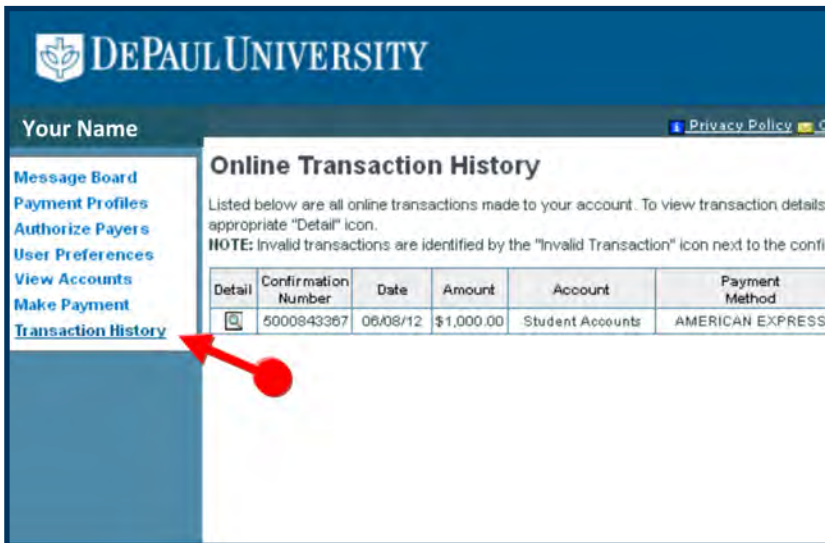 DEPAUL UNIVERSITY
Your Name
Privacy Policy
Message Board
Payment Profiles
Authorize Payers
User Preferences
View Accounts
Make Payment
Transaction History
Online Transaction History
Listed below are all online transactions made to your account. To view transaction details
appropriate "Detail" icon.
NOTE: Invalid transactions are identified by the "Invalid Transaction" icon next to the
Detail Confirmation Number Date Amount Account Payment Method
5000843367 06/08/12 $1,000.00 Student Accounts AMERICAN EXPRESS